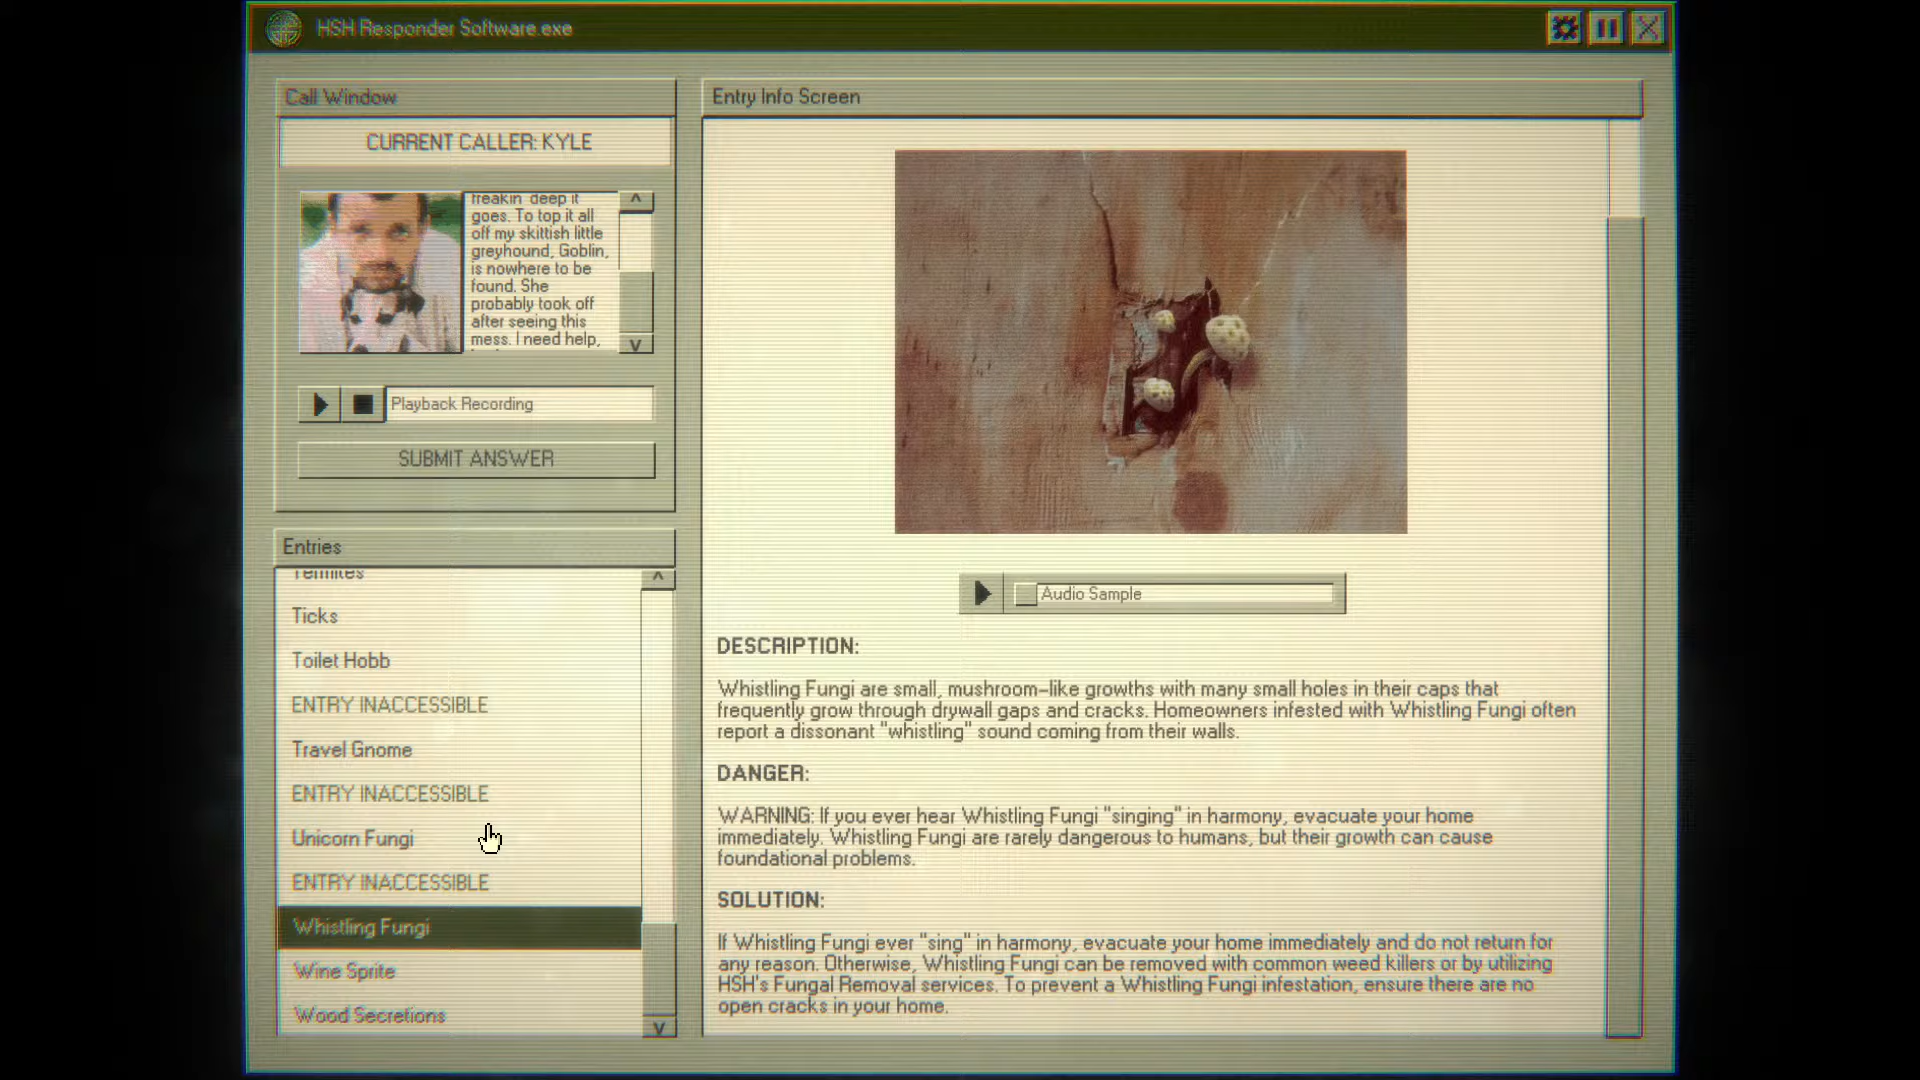 HSH Responder Software.exe
Call Window
CURRENT CALLER: KYLE
freakin' deep it
goes. To top it all
off my skittish little
greyhound, Goblin,
is nowhere to be
found. She
probably took off
after seeing this
mess. I need help,
Playback Recording
SUBMIT ANSWER
Entries
Termites
Ticks
Toilet Hobb
ENTRY INACCESSIBLE
Travel Gnome
ENTRY INACCESSIBLE
Unicorn Fungi
ENTRY INACCESSIBLE
Whistling Fungi
Wine Sprite
Wood Secretions
Entry Info Screen
Audio Sample
DESCRIPTION:
Whistling Fungi are small, mushroom-like growths with many small holes in their caps that
frequently grow through drywall gaps and cracks. Homeowners infested with Whistling Fungi often
report a dissonant "whistling" sound coming from their walls.
DANGER:
WARNING: If you ever hear Whistling Fungi "singing" in harmony, evacuate your home
immediately. Whistling Fungi are rarely dangerous to humans, but their growth can cause
foundational problems.
SOLUTION:
If Whistling Fungi ever "sing" in harmony, evacuate your home immediately and do not return for
any reason. Otherwise, Whistling Fungi can be removed with common weed killers or by utilizing
HSH's Fungal Removal services. To prevent a Whistling Fungi infestation, ensure there are no
open cracks in your home.